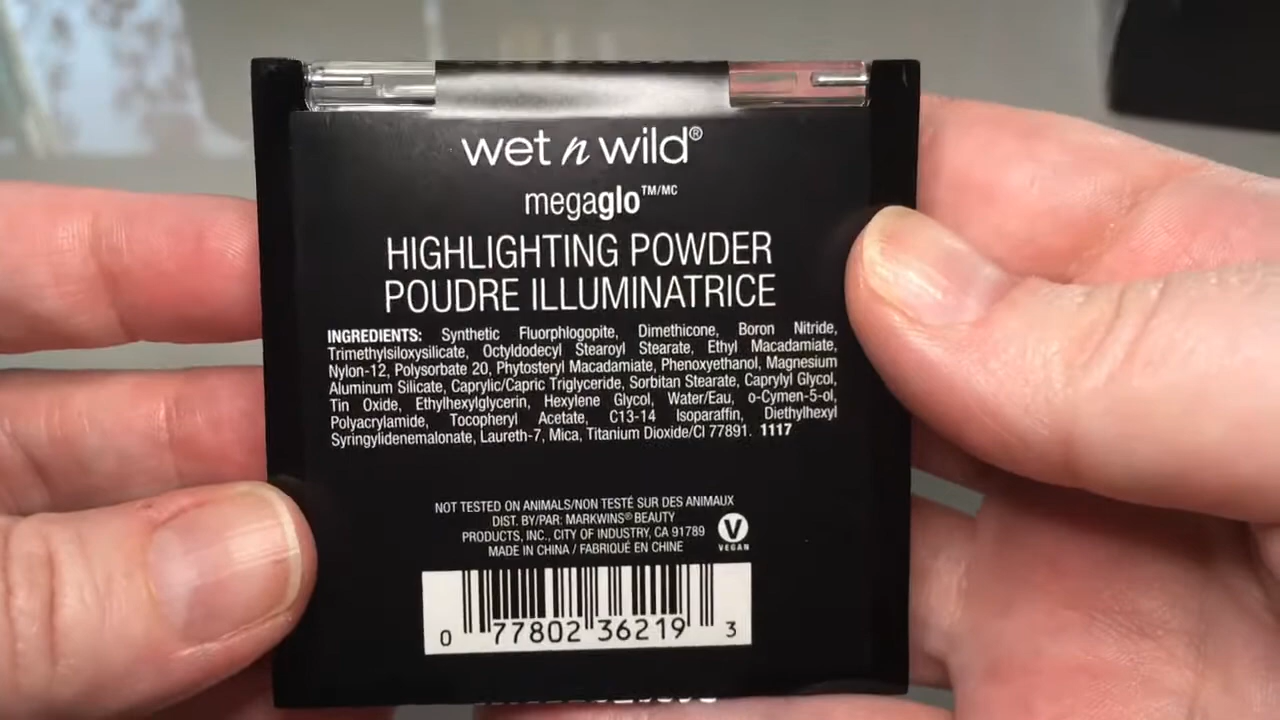 wet n wild®
megaglo™/MC
HIGHLIGHTING POWDER
POUDRE ILLUMINATRICE
INGREDIENTS: Synthetic Fluorphlogopite, Dimethicone, Boron Nitride,
Trimethylsiloxysilicate, Octyldodecyl Stearoyl Stearate, Ethyl Macadamiate,
Nylon-12, Polysorbate 20, Phytosteryl Macadamiate, Phenoxyethanol, Magnesium
Aluminum Silicate, Caprylic/Capric Triglyceride, Sorbitan Stearate, Caprylyl Glycol,
Tin Oxide, Ethylhexylglycerin, Hexylene Glycol, Water/Eau, o-Cymen-5-ol,
Polyacrylamide, Tocopheryl Acetate, C13-14 Isoparaffin, Diethylhexyl
Syringylidenemalonate, Laureth-7, Mica, Titanium Dioxide/CI 77891. 1117
NOT TESTED ON ANIMALS/NON TESTÉ SUR DES ANIMAUX
DIST. BY/PAR: MARKWINS® BEAUTY
PRODUCTS, INC., CITY OF INDUSTRY, CA 91789
MADE IN CHINA / FABRIQUÉ EN CHINE
V
VEGAN
0 77802 36219 3